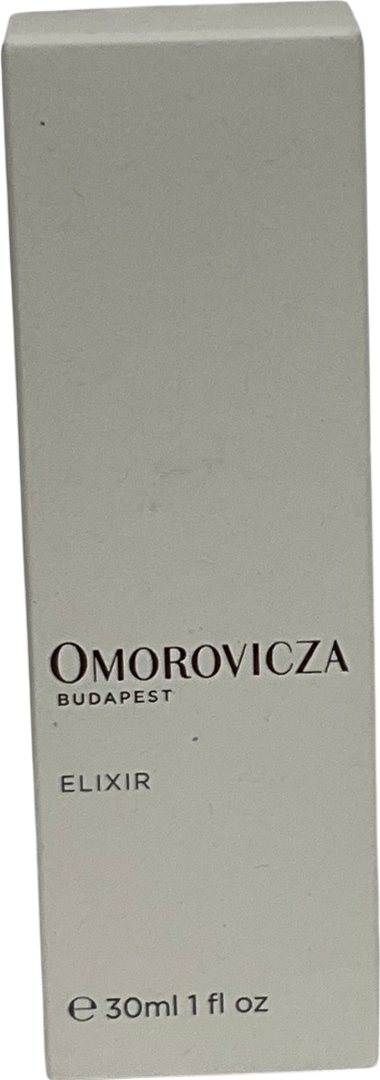 OMOROVICZA
BUDAPEST
ELIXIR
℮ 30ml 1 fl oz